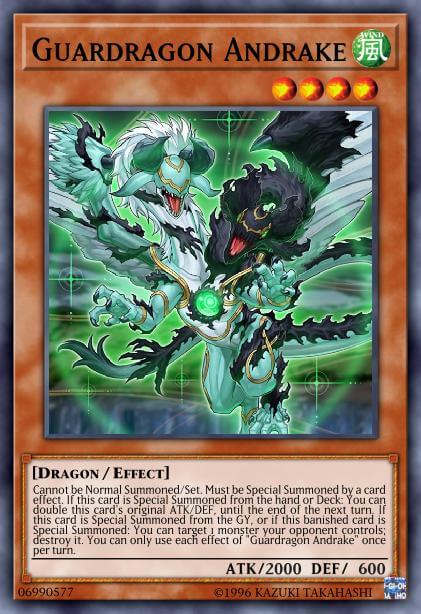 GUARDRAGON ANDRAKE
WIND
風
[DRAGON / EFFECT]
Cannot be Normal Summoned/Set. Must be Special Summoned by a card
effect. If this card is Special Summoned from the hand or Deck: You can
double this card's original ATK/DEF, until the end of the next turn. If
this card is Special Summoned from the GY, or if this banished card is
Special Summoned: You can target 1 monster your opponent controls;
destroy it. You can only use each effect of "Guardragon Andrake" once
per turn.
ATK/2000 DEF/ 600
06990577
©1996 KAZUKI TAKAHASHI